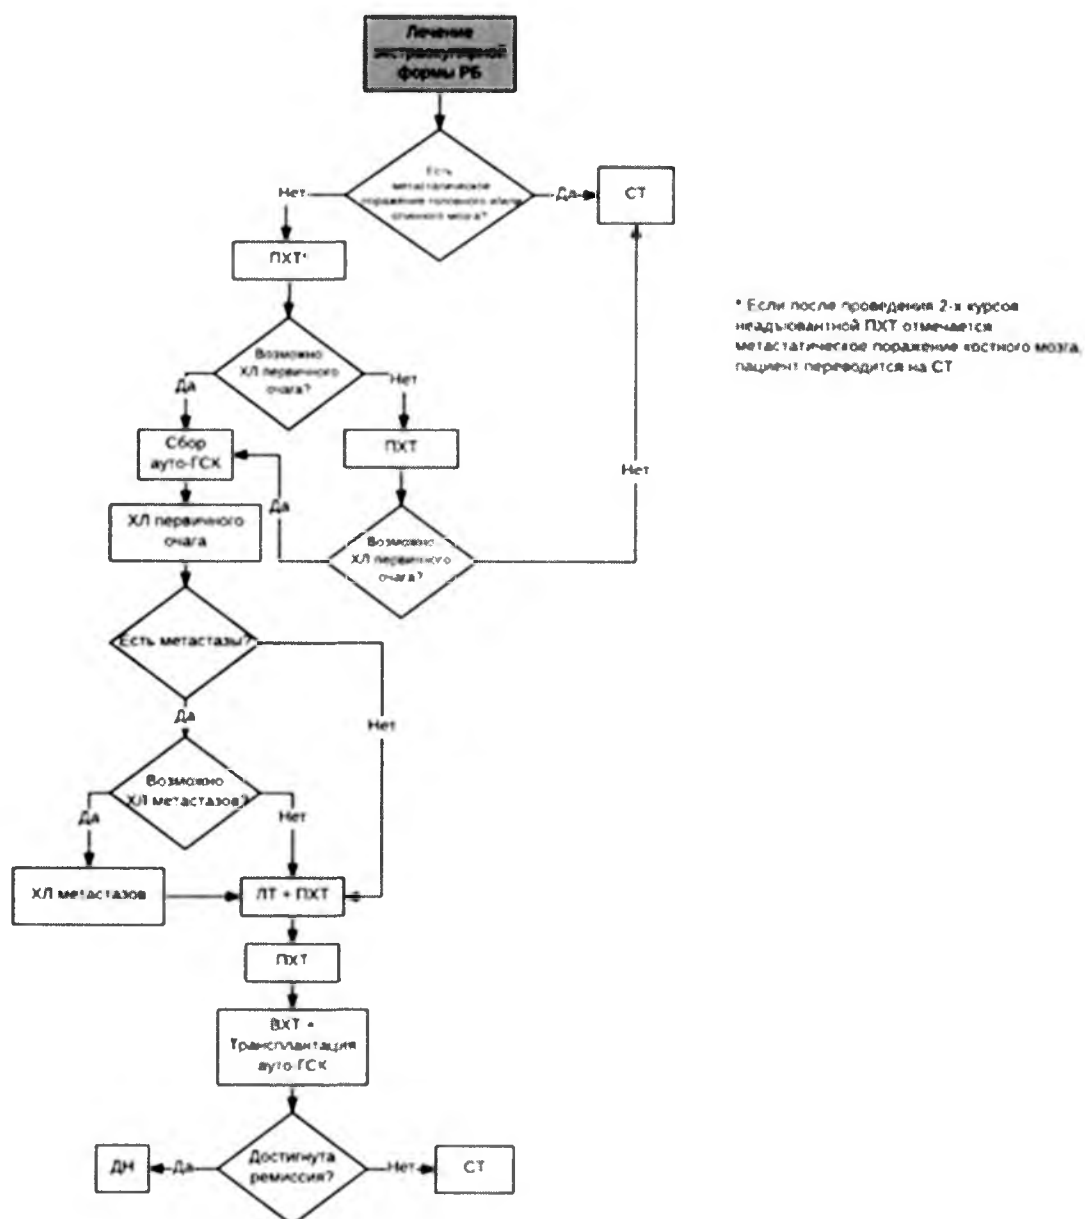 Лечение
экстраокулярной
формы РБ
Есть
метастатическое
поражение головного и/или
спинного мозга?
Нет
Да
СТ
ПХТ*
* Если после проведения 2-х курсов
неадъювантной ПХТ отмечается
метастатическое поражение костного мозга,
пациент переводится на СТ
Возможно
ХЛ первичного
очага?
Да
Нет
Сбор
ауто-ГСК
ПХТ
Нет
Да
ХЛ первичного
очага
Возможно
ХЛ первичного
очага?
Есть метастазы?
Да
Нет
Возможно
ХЛ метастазов?
Да
Нет
ХЛ метастазов
ЛТ + ПХТ
ПХТ
ВХТ +
Трансплантация
ауто-ГСК
ДН
Да
Достигнута
ремиссия?
Нет
СТ